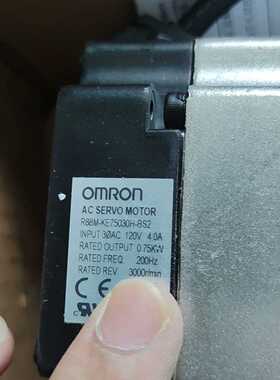 OMRON
AC SERVO MOTOR
R88M-KE75030H-BS2
INPUT 3ØAC 120V 4.0A
RATED OUTPUT 0.75KW
RATED FREQ. 200Hz
RATED REV. 3000r/min
CE